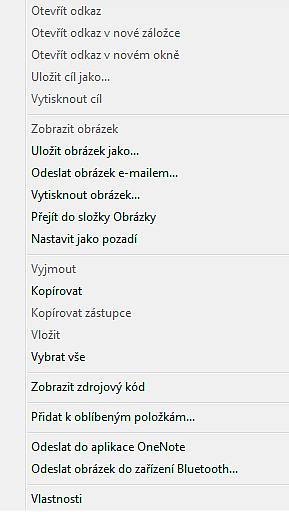 Otevřít odkaz
Otevřít odkaz v nové záložce
Otevřít odkaz v novém okně
Uložit cíl jako...
Vytisknout cíl
Zobrazit obrázek
Uložit obrázek jako...
Odeslat obrázek e-mailem...
Vytisknout obrázek...
Přejít do složky Obrázky
Nastavit jako pozadí
Vyjmout
Kopírovat
Kopírovat zástupce
Vložit
Vybrat vše
Zobrazit zdrojový kód
Přidat k oblíbeným položkám...
Odeslat do aplikace OneNote
Odeslat obrázek do zařízení Bluetooth...
Vlastnosti